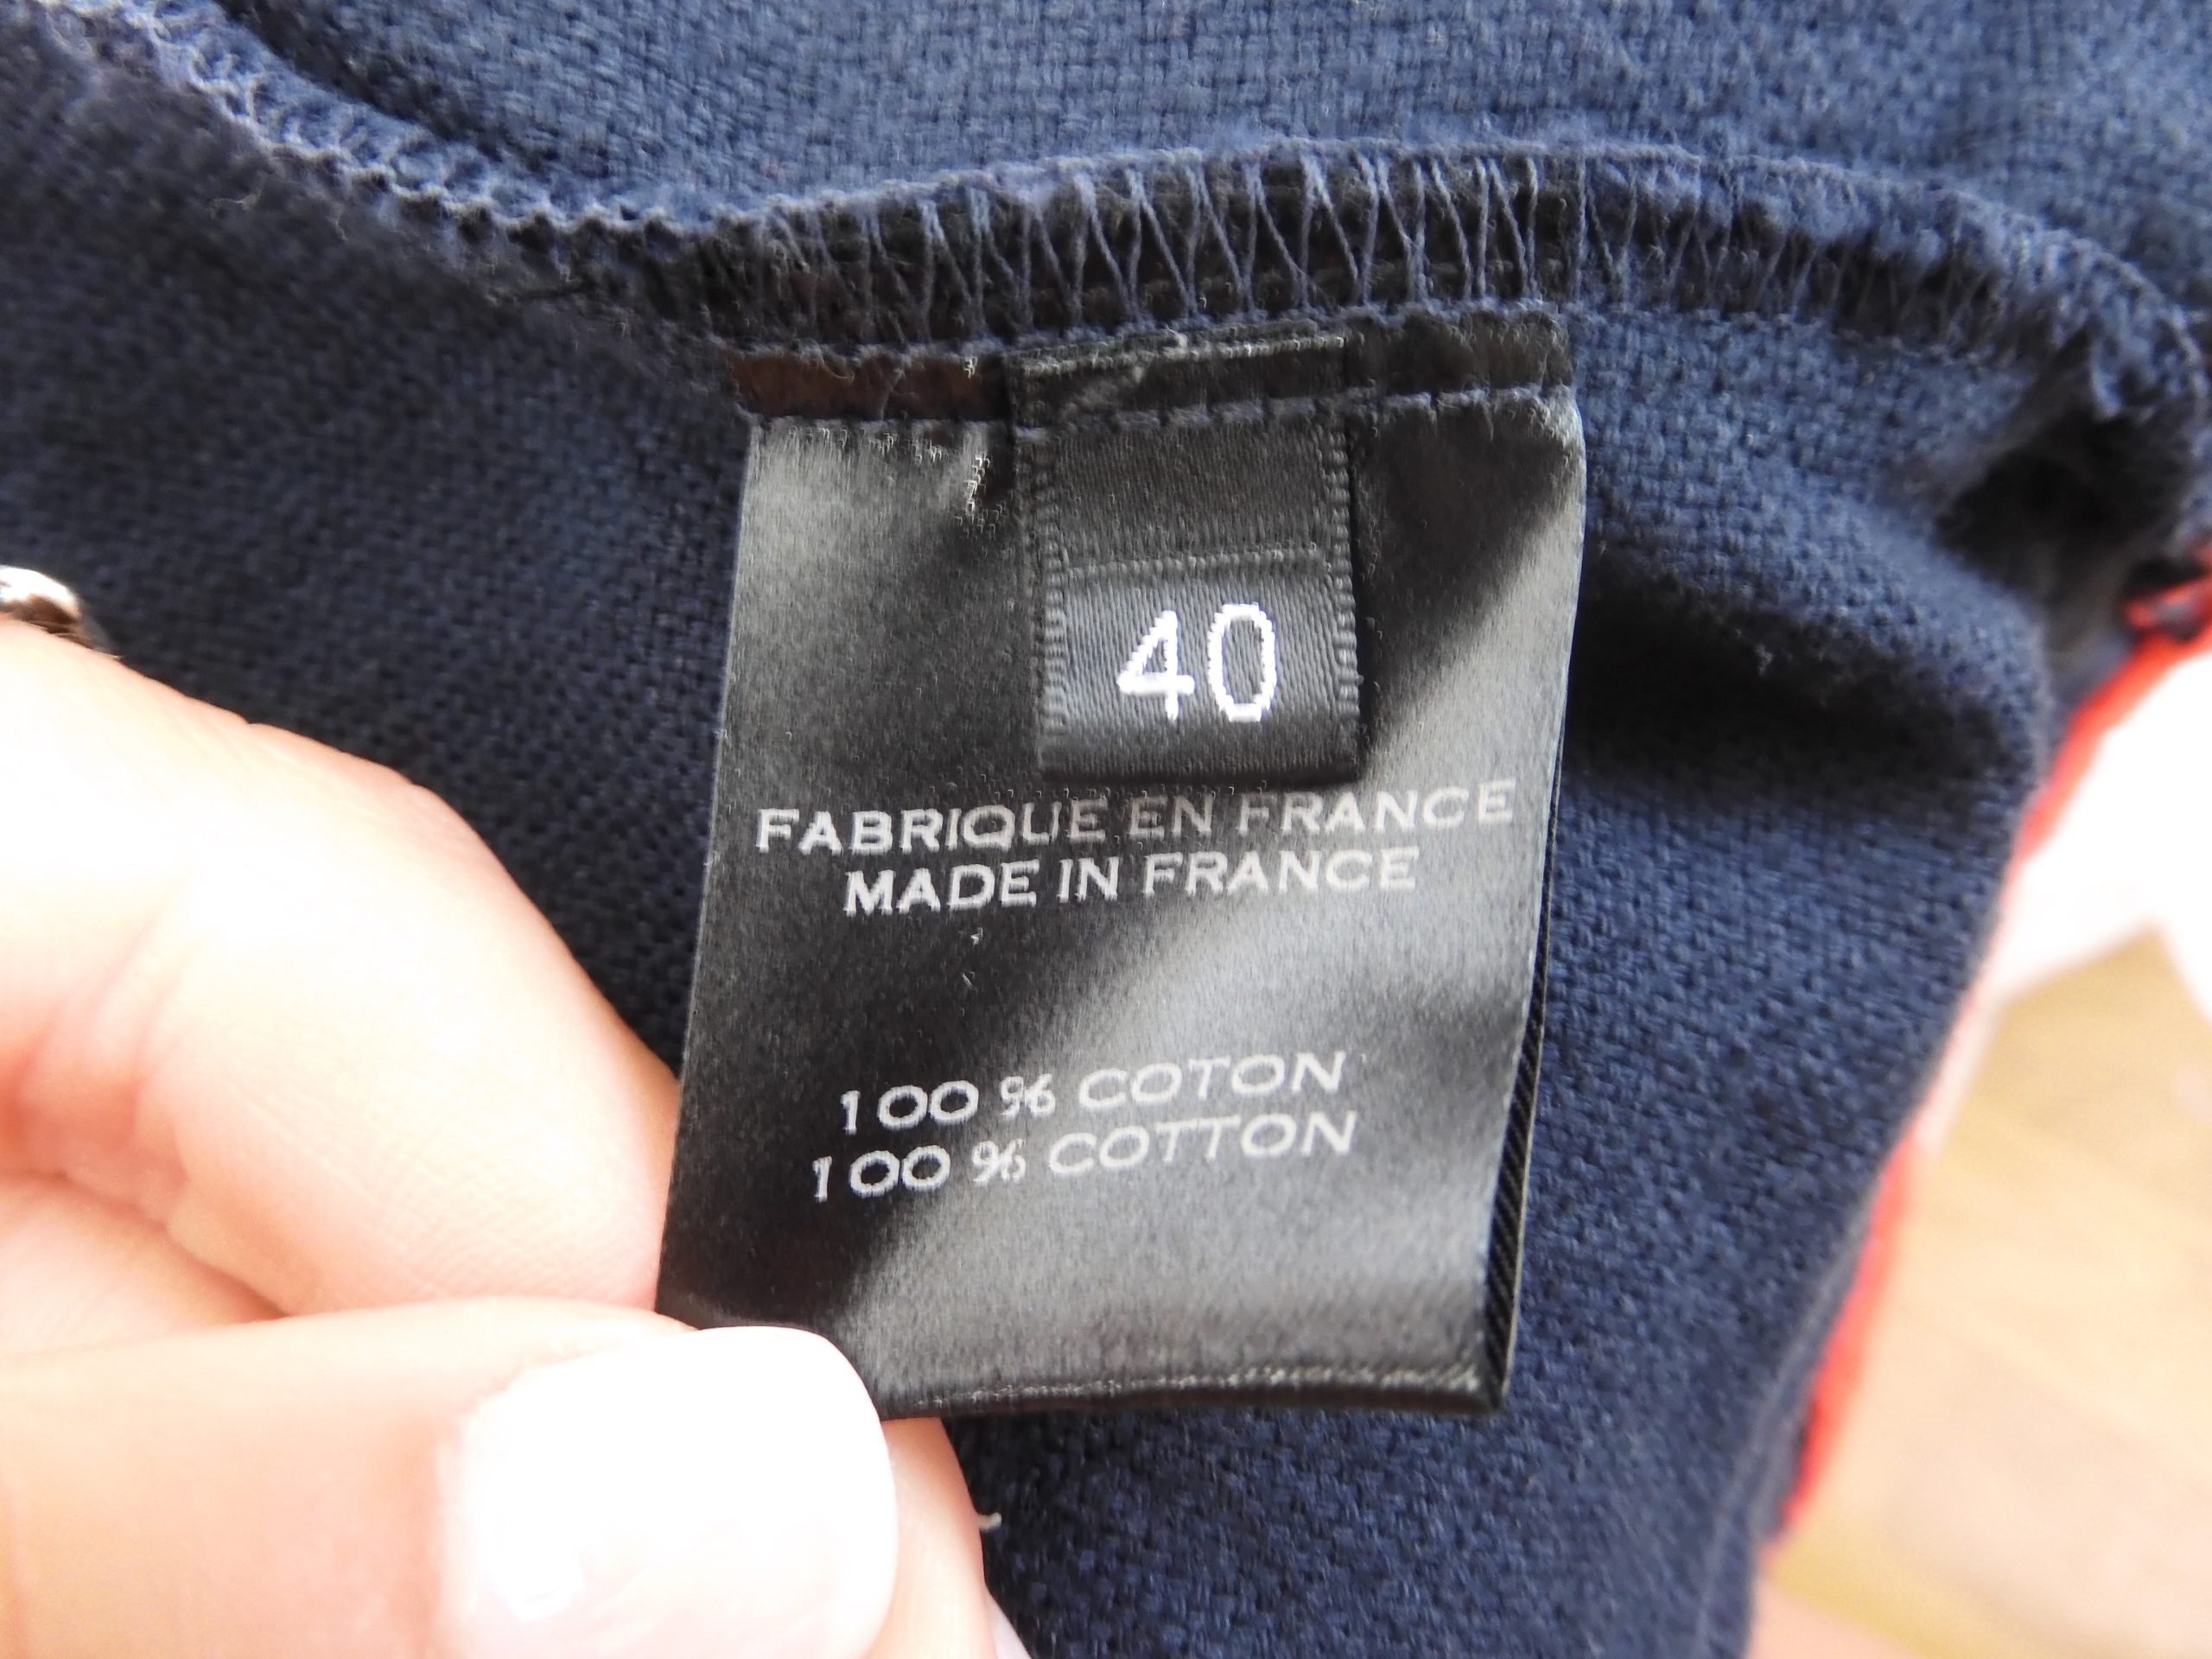 40
FABRIQUE EN FRANCE
MADE IN FRANCE
100 % COTON
100 % COTTON